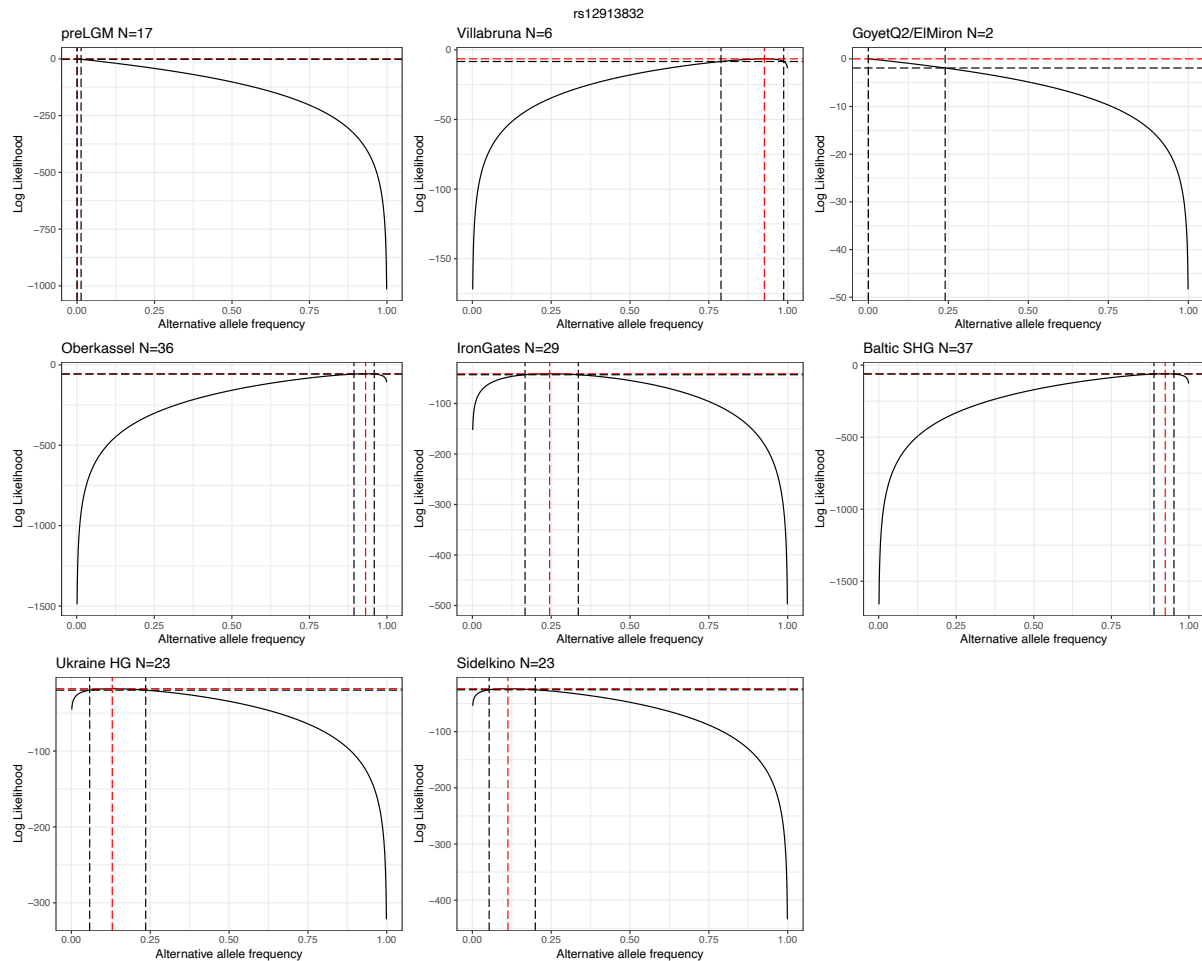 rs12913832
preLGM N=17
0
−250
−500
−750
−1000
Log Likelihood
0.00 0.25 0.50 0.75 1.00
Alternative allele frequency
Villabruna N=6
0
−50
−100
−150
Log Likelihood
0.00 0.25 0.50 0.75 1.00
Alternative allele frequency
GoyetQ2/ElMiron N=2
0
−10
−20
−30
−40
−50
Log Likelihood
0.00 0.25 0.50 0.75 1.00
Alternative allele frequency
Oberkassel N=36
0
−500
−1000
−1500
Log Likelihood
0.00 0.25 0.50 0.75 1.00
Alternative allele frequency
IronGates N=29
−100
−200
−300
−400
−500
Log Likelihood
0.00 0.25 0.50 0.75 1.00
Alternative allele frequency
Baltic SHG N=37
0
−500
−1000
−1500
Log Likelihood
0.00 0.25 0.50 0.75 1.00
Alternative allele frequency
Ukraine HG N=23
−100
−200
−300
Log Likelihood
0.00 0.25 0.50 0.75 1.00
Alternative allele frequency
Sidelkino N=23
−100
−200
−300
−400
Log Likelihood
0.00 0.25 0.50 0.75 1.00
Alternative allele frequency